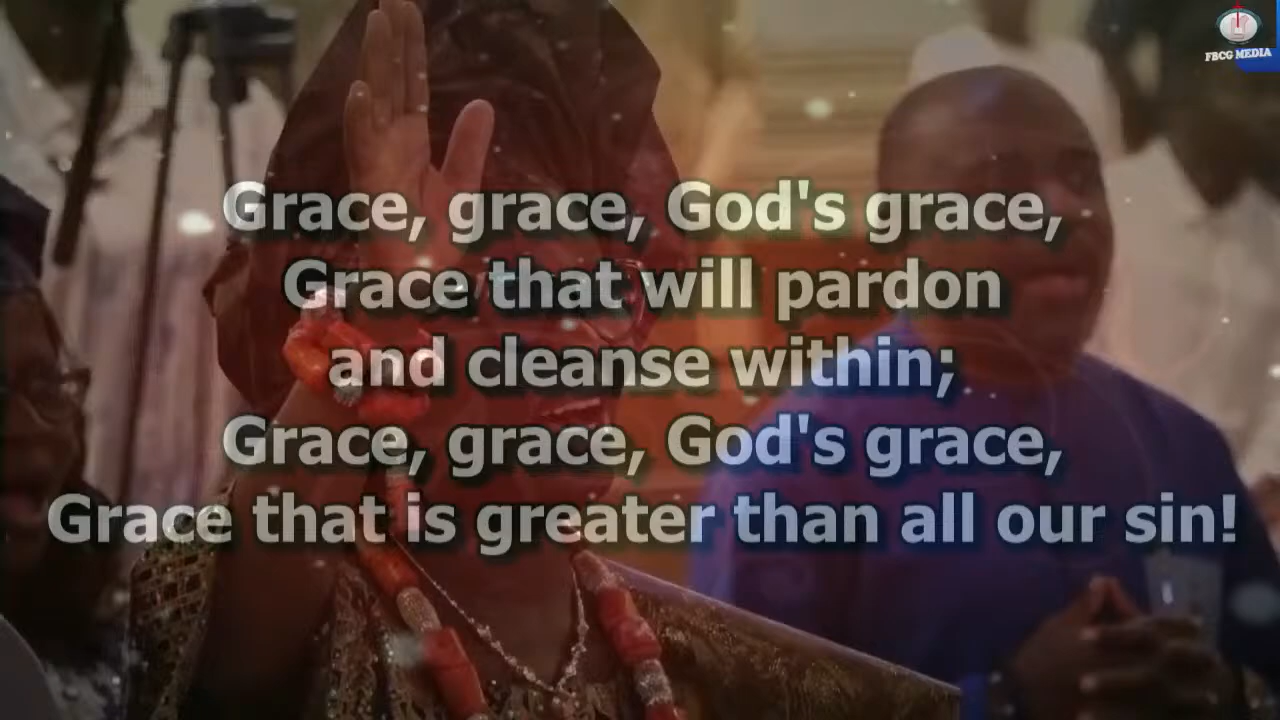 FBCG MEDIA
Grace, grace, God's grace,
Grace that will pardon
and cleanse within;
Grace, grace, God's grace,
Grace that is greater than all our sin!